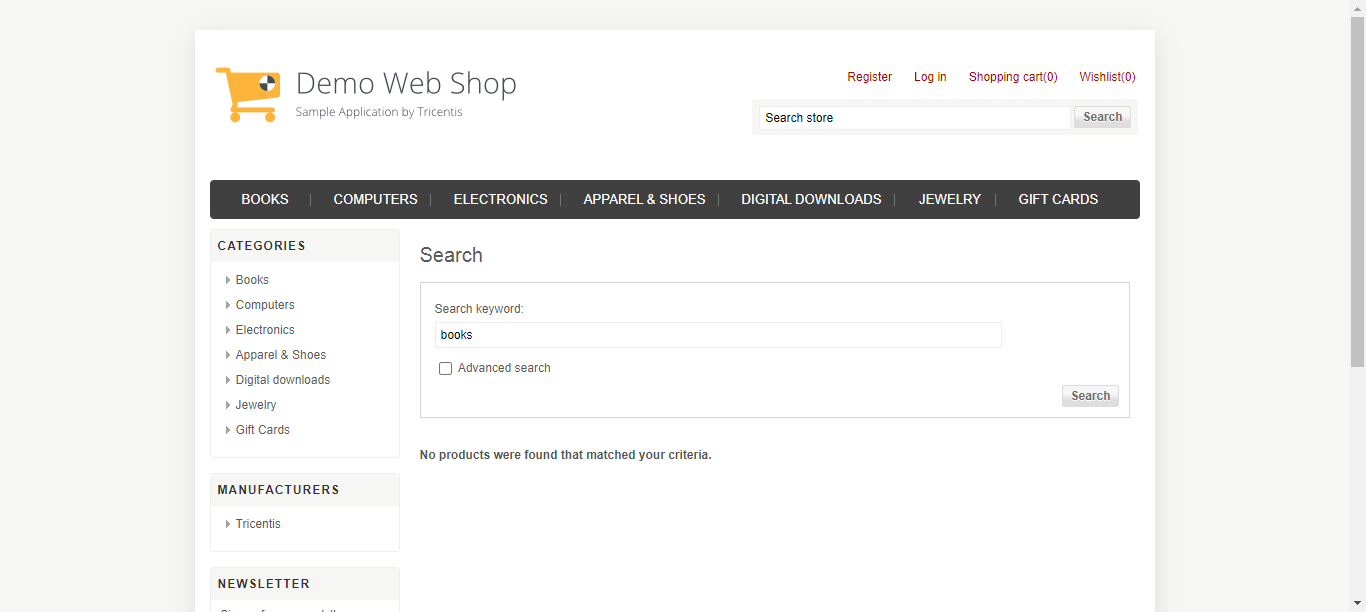 Demo Web Shop
Sample Application by Tricentis
Register Log in Shopping cart(0) Wishlist(0)
Search store Search
BOOKS COMPUTERS ELECTRONICS APPAREL & SHOES DIGITAL DOWNLOADS JEWELRY GIFT CARDS
CATEGORIES
Books
Computers
Electronics
Apparel & Shoes
Digital downloads
Jewelry
Gift Cards
MANUFACTURERS
Tricentis
NEWSLETTER
Search
Search keyword:
books
Advanced search
Search
No products were found that matched your criteria.